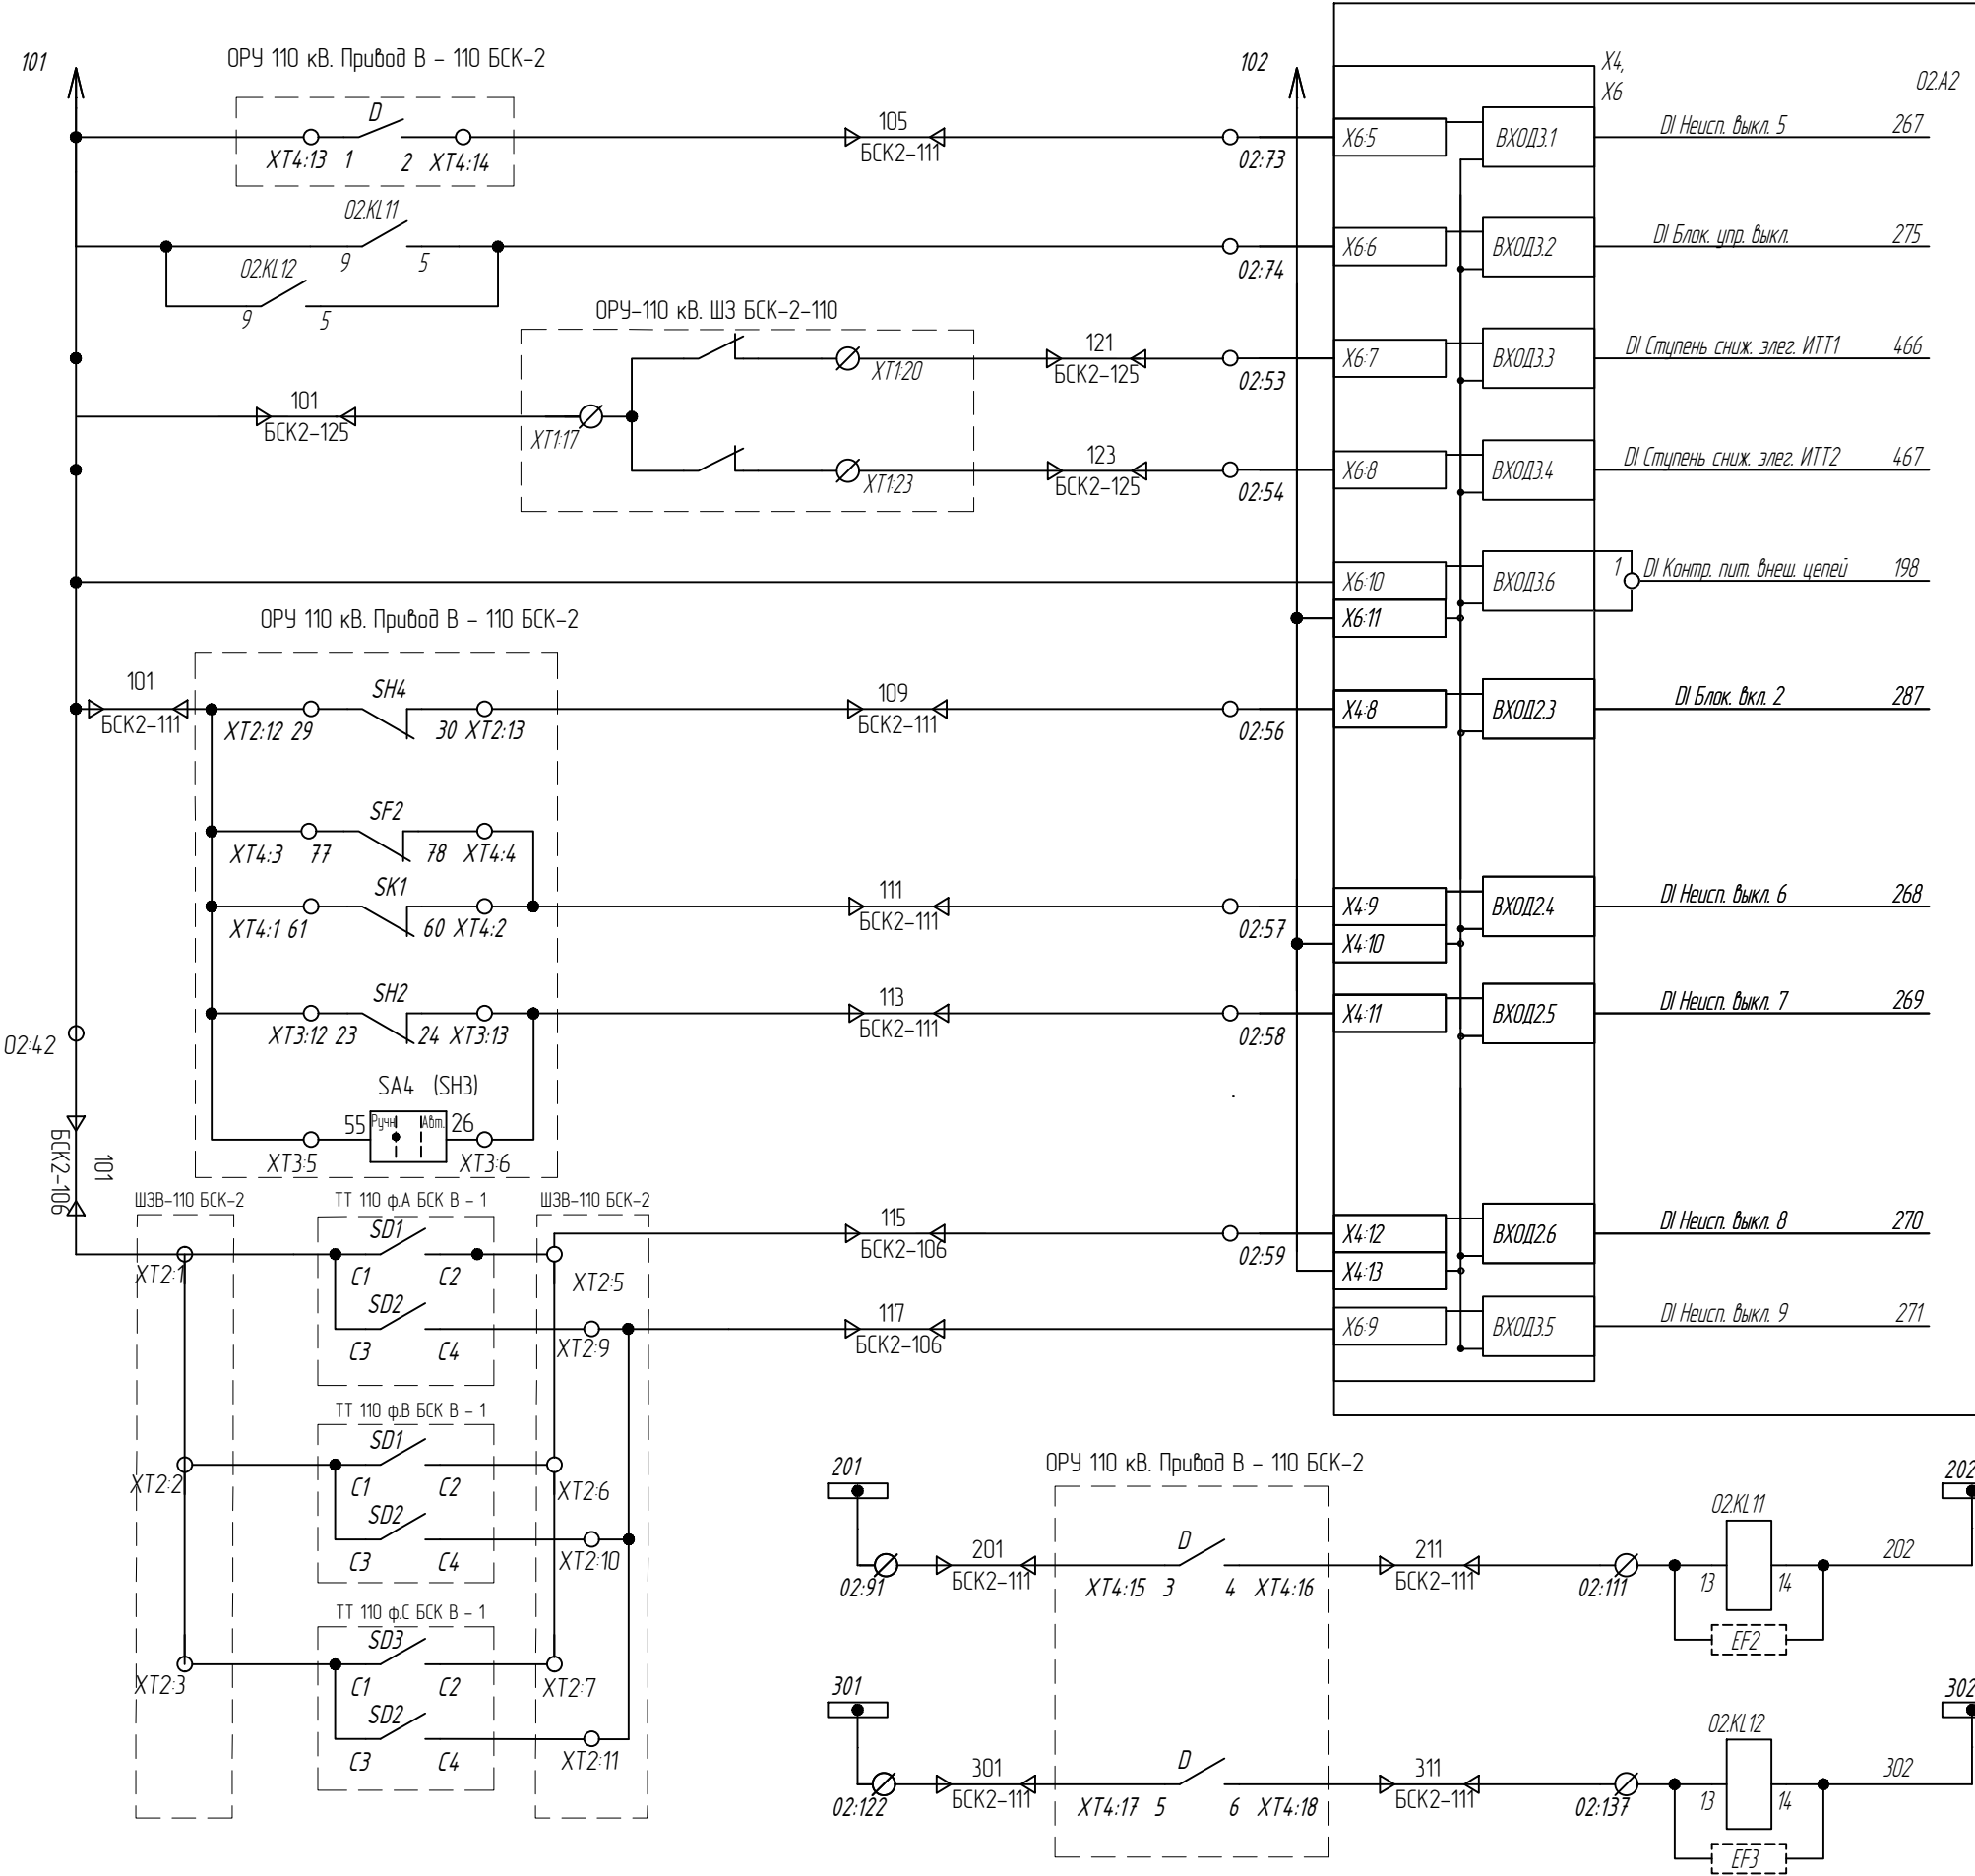 101
ОРУ 110 кВ. Привод В – 110 БСК–2
102
X4,
X6
02.A2
D
XT4:13 1 2 XT4:14
105
БСК2–111
02:73
X6:5
ВХОД3.1
DI Неисп. выкл. 5 267
02.KL11
9 5
02.KL12
9 5
02:74
X6:6
ВХОД3.2
DI Блок. упр. выкл. 275
ОРУ–110 кВ. ШЗ БСК–2–110
XT1:20
121
БСК2–125
02:53
X6:7
ВХОД3.3
DI Ступень сниж. элег. ИТТ1 466
101
БСК2–125
XT1:17
XT1:23
123
БСК2–125
02:54
X6:8
ВХОД3.4
DI Ступень сниж. элег. ИТТ2 467
X6:10
X6:11
ВХОД3.6
1
DI Контр. пит. внеш. цепей 198
ОРУ 110 кВ. Привод В – 110 БСК–2
101
БСК2–111
SH4
XT2:12 29 30 XT2:13
109
БСК2–111
02:56
X4:8
ВХОД2.3
DI Блок. вкл. 2 287
SF2
XT4:3 77 78 XT4:4
SK1
XT4:1 61 60 XT4:2
111
БСК2–111
02:57
X4:9
X4:10
ВХОД2.4
DI Неисп. выкл. 6 268
SH2
XT3:12 23 24 XT3:13
113
БСК2–111
02:58
X4:11
ВХОД2.5
DI Неисп. выкл. 7 269
02:42
SA4 (SH3)
55 Ручн Авт. 26
XT3:5 XT3:6
БСК2–106
101
ШЗВ–110 БСК–2
ТТ 110 ф.А БСК В – 1
ШЗВ–110 БСК–2
XT2:1
SD1
C1 C2
XT2:5
115
БСК2–106
02:59
X4:12
X4:13
ВХОД2.6
DI Неисп. выкл. 8 270
SD2
C3 C4
XT2:9
117
БСК2–106
X6:9
ВХОД3.5
DI Неисп. выкл. 9 271
ТТ 110 ф.В БСК В – 1
XT2:2
SD1
C1 C2
XT2:6
SD2
C3 C4
XT2:10
ТТ 110 ф.С БСК В – 1
XT2:3
SD3
C1 C2
XT2:7
SD2
C3 C4
XT2:11
ОРУ 110 кВ. Привод В – 110 БСК–2
201
02:91
201
БСК2–111
D
XT4:15 3 4 XT4:16
211
БСК2–111
02:111
02.KL11
13 14
EF2
202
202
301
02:122
301
БСК2–111
D
XT4:17 5 6 XT4:18
311
БСК2–111
02:137
02.KL12
13 14
EF3
302
302